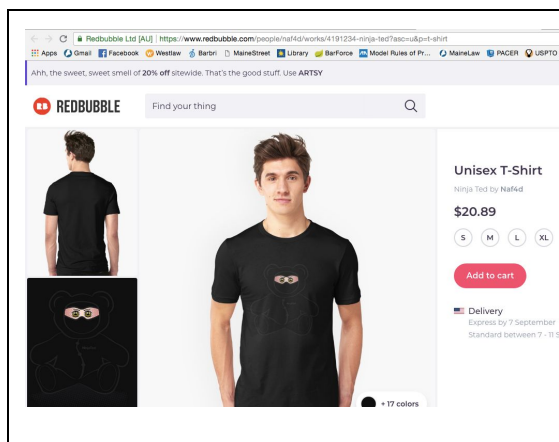 Redbubble Ltd [AU] https://www.redbubble.com/people/naf4d/works/4191234-ninja-ted?asc=u&p=t-shirt
Apps Gmail Facebook Westlaw Barbri MaineStreet Library BarForce Model Rules of Pr... MaineLaw PACER USPTO
Ahh, the sweet, sweet smell of 20% off sitewide. That's the good stuff. Use ARTSY
RB REDBUBBLE Find your thing
Unisex T-Shirt
Ninja Ted by Naf4d
$20.89
S M L XL
Add to cart
Delivery
Express by 7 September
Standard between 7 - 11 S
+ 17 colors